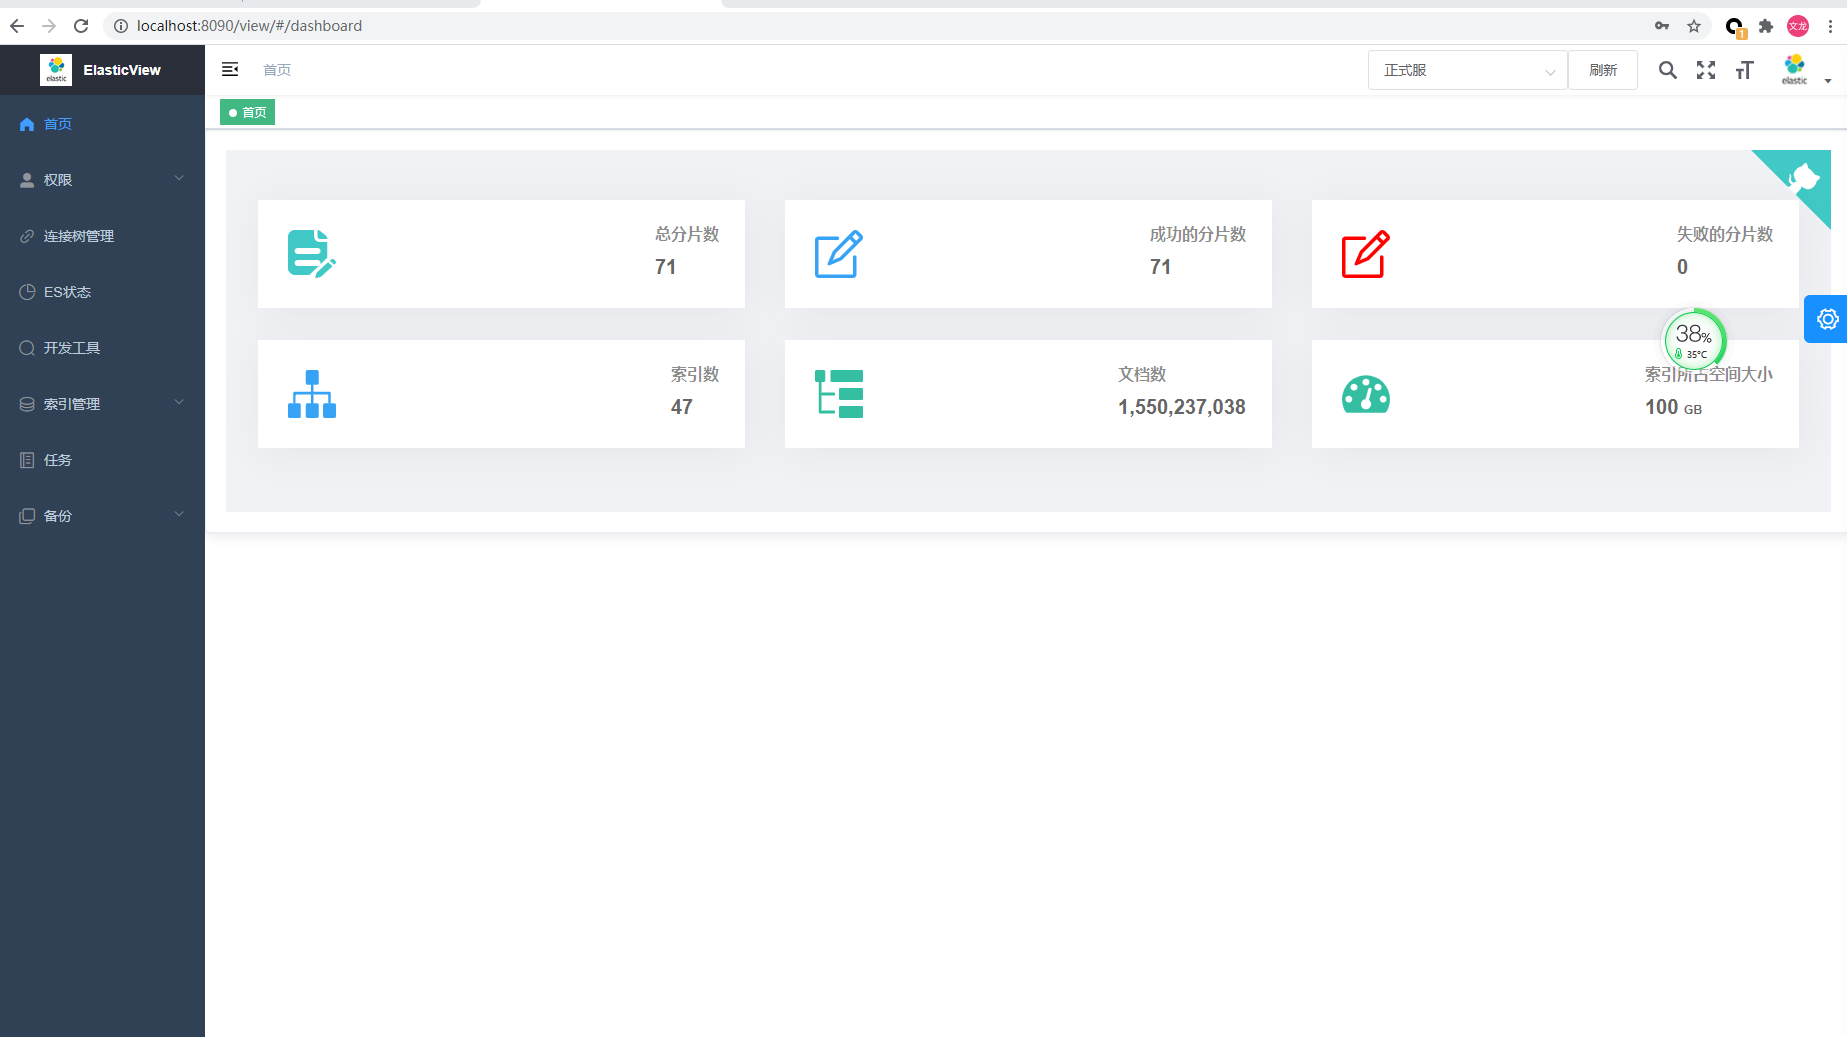 localhost:8090/view/#/dashboard
1
文龙
elastic
ElasticView
首页
正式服
刷新
tT
elastic
首页
首页
权限
连接树管理
ES状态
开发工具
索引管理
任务
备份
总分片数
71
成功的分片数
71
失败的分片数
0
38%
35°C
索引数
47
文档数
1,550,237,038
索引所占空间大小
100 GB